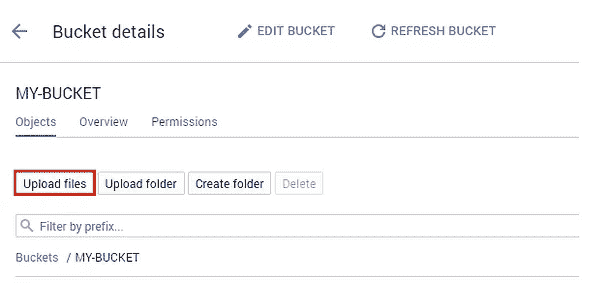 Bucket details EDIT BUCKET REFRESH BUCKET
MY-BUCKET
Objects Overview Permissions
Upload files Upload folder Create folder Delete
Filter by prefix...
Buckets / MY-BUCKET